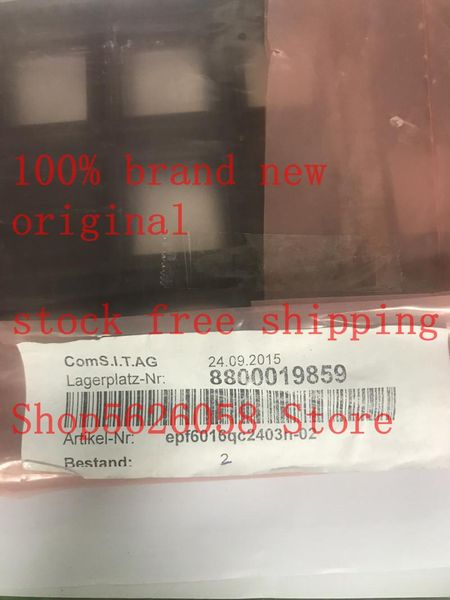 100% brand new
original
stock free shipping
ComS.I.T.AG 24.09.2015
Lagerplatz-Nr: 8800019859
Shop5626058 Store
Artikel-Nr: epf6016qc2403n-02
Bestand: 2